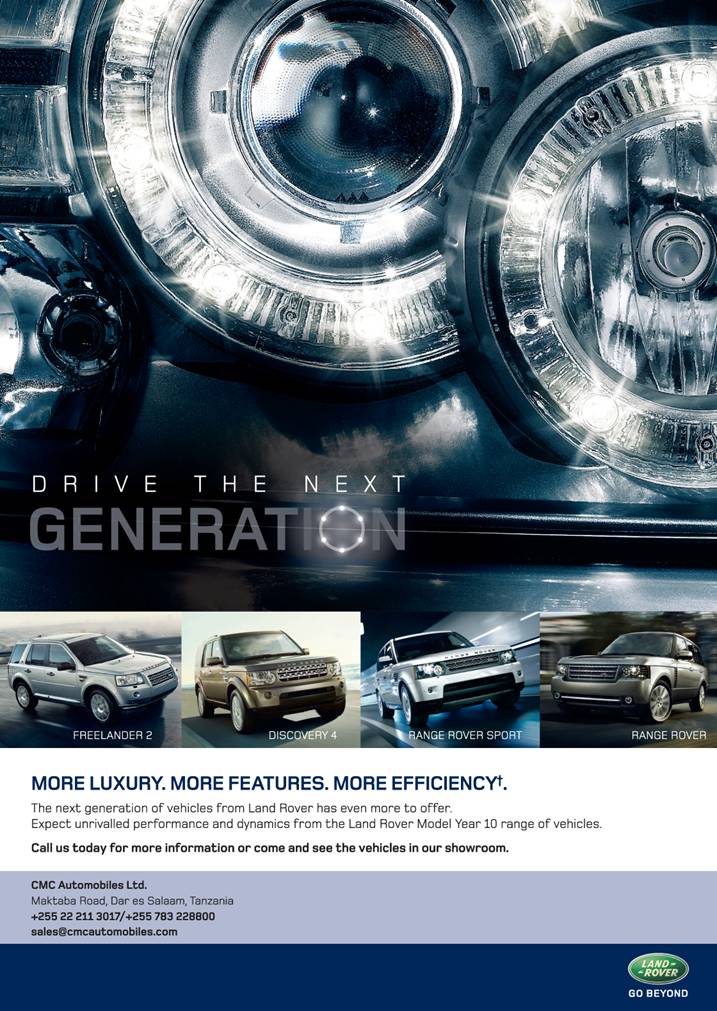 DRIVE THE NEXT
GENERATION
FREELANDER 2
DISCOVERY 4
RANGE ROVER SPORT
RANGE ROVER
MORE LUXURY. MORE FEATURES. MORE EFFICIENCY†.
The next generation of vehicles from Land Rover has even more to offer.
Expect unrivalled performance and dynamics from the Land Rover Model Year 10 range of vehicles.
Call us today for more information or come and see the vehicles in our showroom.
CMC Automobiles Ltd.
Maktaba Road, Dar es Salaam, Tanzania
+255 22 211 3017/+255 783 228800
sales@cmcautomobiles.com
LAND-
-ROVER
GO BEYOND